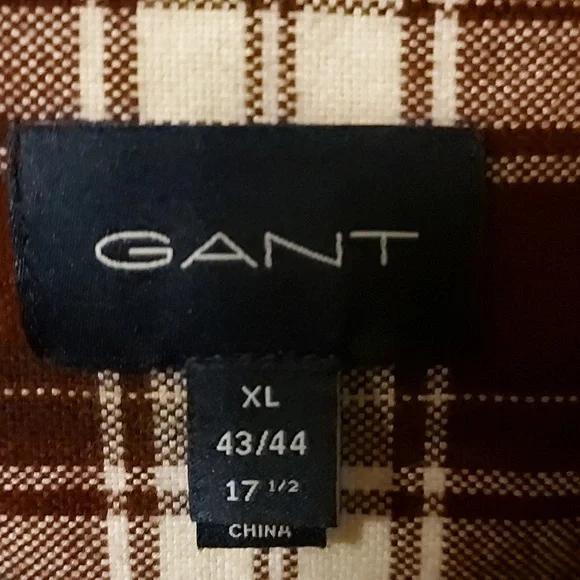 GANT
XL
43/44
17 1/2
CHINA